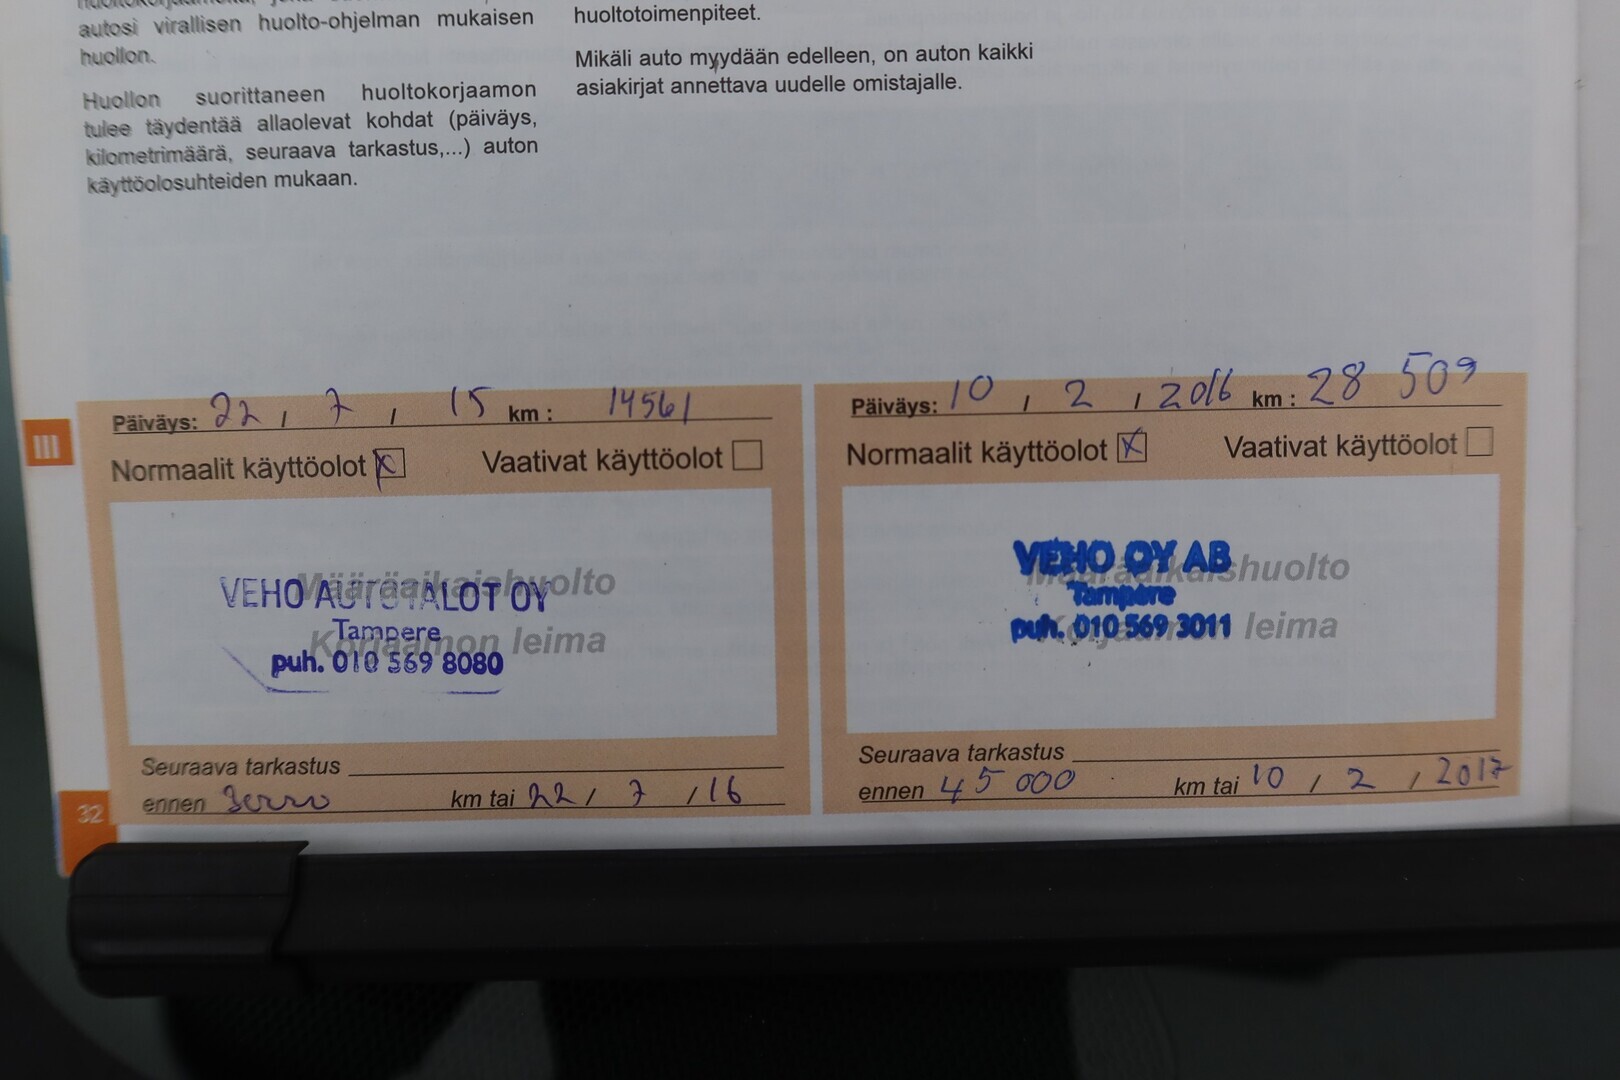 autosi virallisen huolto-ohjelman mukaisen
huollon.
Huollon suorittaneen huoltokorjaamon
tulee täydentää allaolevat kohdat (päiväys,
kilometrimäärä, seuraava tarkastus,...) auton
käyttöolosuhteiden mukaan.
huoltotoimenpiteet.
Mikäli auto myydään edelleen, on auton kaikki
asiakirjat annettava uudelle omistajalle.
III
Päiväys: 22 / 7 / 15 km : 14561
Normaalit käyttöolot x Vaativat käyttöolot
Määräaikaishuolto
Korjaamon leima
VEHO AUTOTALOT OY
Tampere
puh. 010 569 8080
Seuraava tarkastus
ennen km tai 22 / 7 / 16
Päiväys: 10 / 2 / 2016 km : 28 509
Normaalit käyttöolot x Vaativat käyttöolot
Määräaikaishuolto
Korjaamon leima
VEHO OY AB
Tampere
puh. 010 569 3011
Seuraava tarkastus
ennen 45 000 km tai 10 / 2 / 2017
32